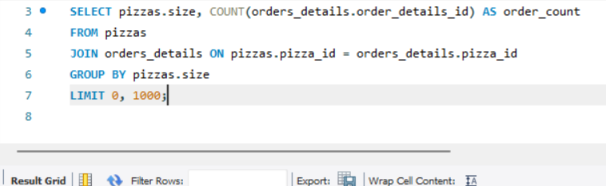 3 SELECT pizzas.size, COUNT(orders_details.order_details_id) AS order_count
4 FROM pizzas
5 JOIN orders_details ON pizzas.pizza_id = orders_details.pizza_id
6 GROUP BY pizzas.size
7 LIMIT 0, 1000;
8
Result Grid Filter Rows: Export: Wrap Cell Content: IA